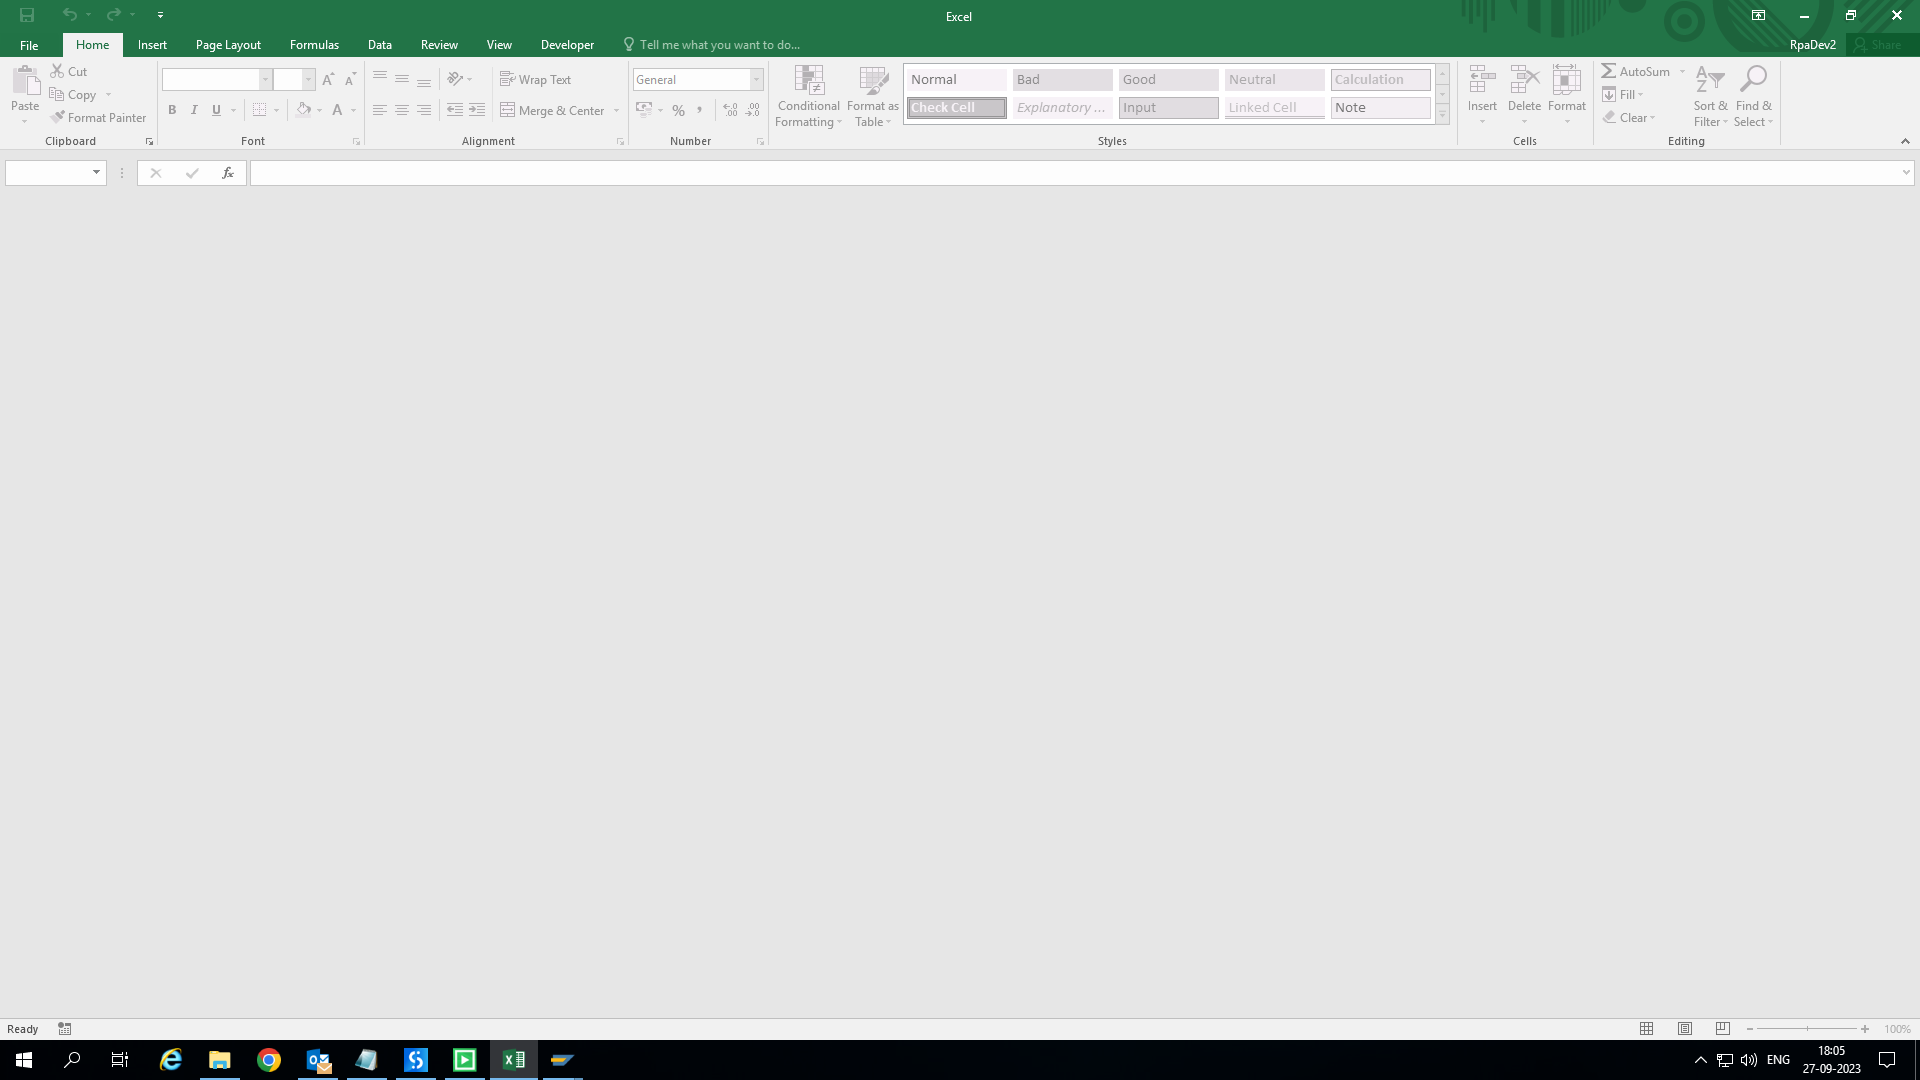 Excel
File Home Insert Page Layout Formulas Data Review View Developer Tell me what you want to do... RpaDev2 Share
Paste
Cut
Copy
Format Painter
Clipboard
B I U A
Font
Wrap Text
Merge & Center
Alignment
General
%
Number
Conditional Formatting
Format as Table
Normal Bad Good Neutral Calculation
Check Cell Explanatory ... Input Linked Cell Note
Styles
Insert Delete Format
Cells
AutoSum
Fill
Clear
Sort & Filter
Find & Select
Editing
fx
Ready
100%
ENG
18:05
27-09-2023